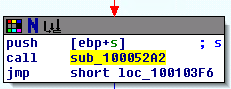 push [ebp+s] ; s
call sub_100052A2
jmp short loc_100103F6